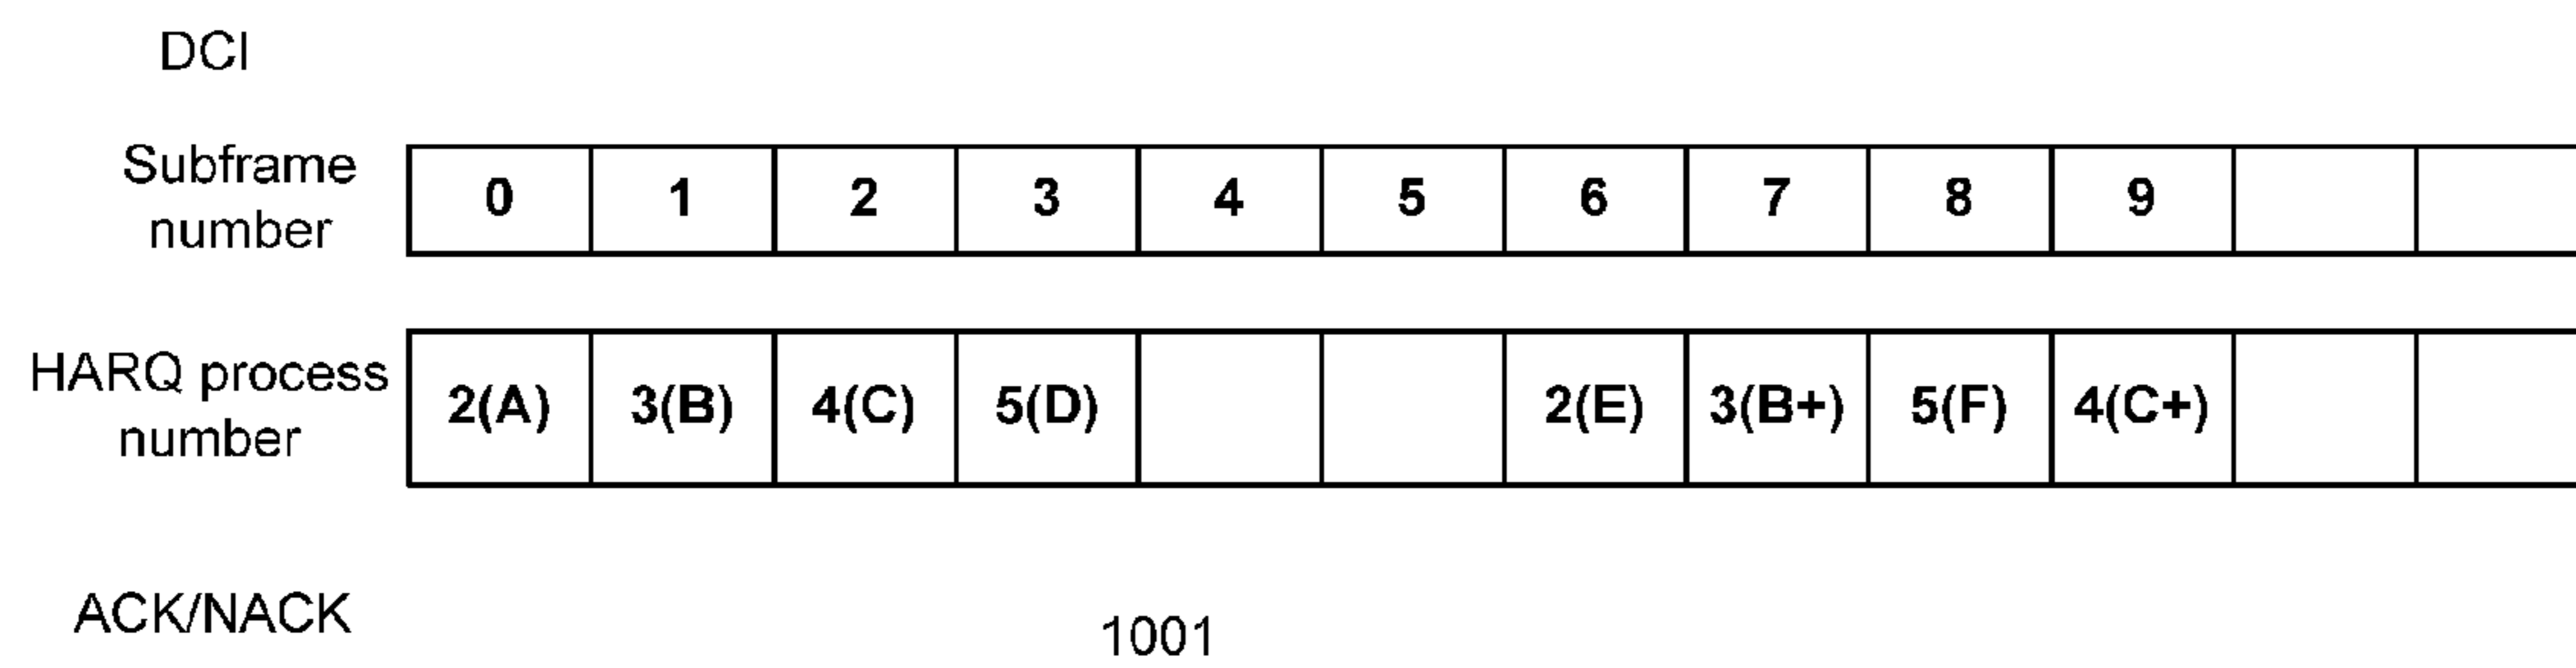 DCI
Subframe
number
0 1 2 3 4 5 6 7 8 9
HARQ process
number
2(A) 3(B) 4(C) 5(D) 2(E) 3(B+) 5(F) 4(C+)
ACK/NACK
1001